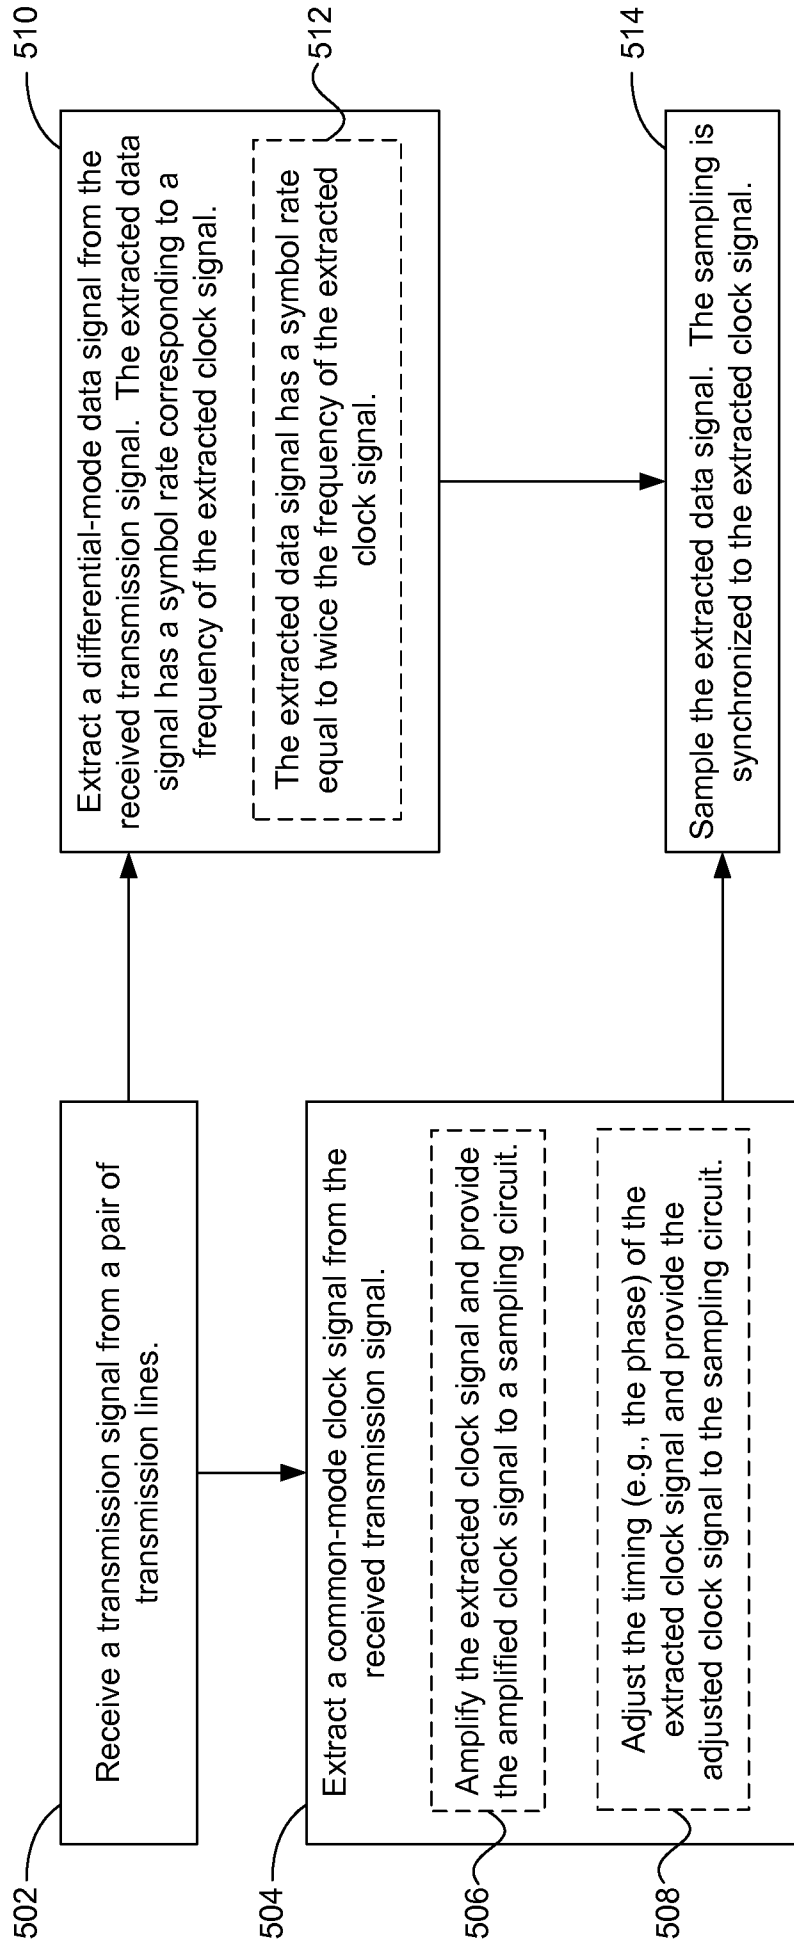 502
Receive a transmission signal from a pair of
transmission lines.
504
Extract a common-mode clock signal from the
received transmission signal.
506
Amplify the extracted clock signal and provide
the amplified clock signal to a sampling circuit.
508
Adjust the timing (e.g., the phase) of the
extracted clock signal and provide the
adjusted clock signal to the sampling circuit.
510
Extract a differential-mode data signal from the
received transmission signal. The extracted data
signal has a symbol rate corresponding to a
frequency of the extracted clock signal.
512
The extracted data signal has a symbol rate
equal to twice the frequency of the extracted
clock signal.
514
Sample the extracted data signal. The sampling is
synchronized to the extracted clock signal.